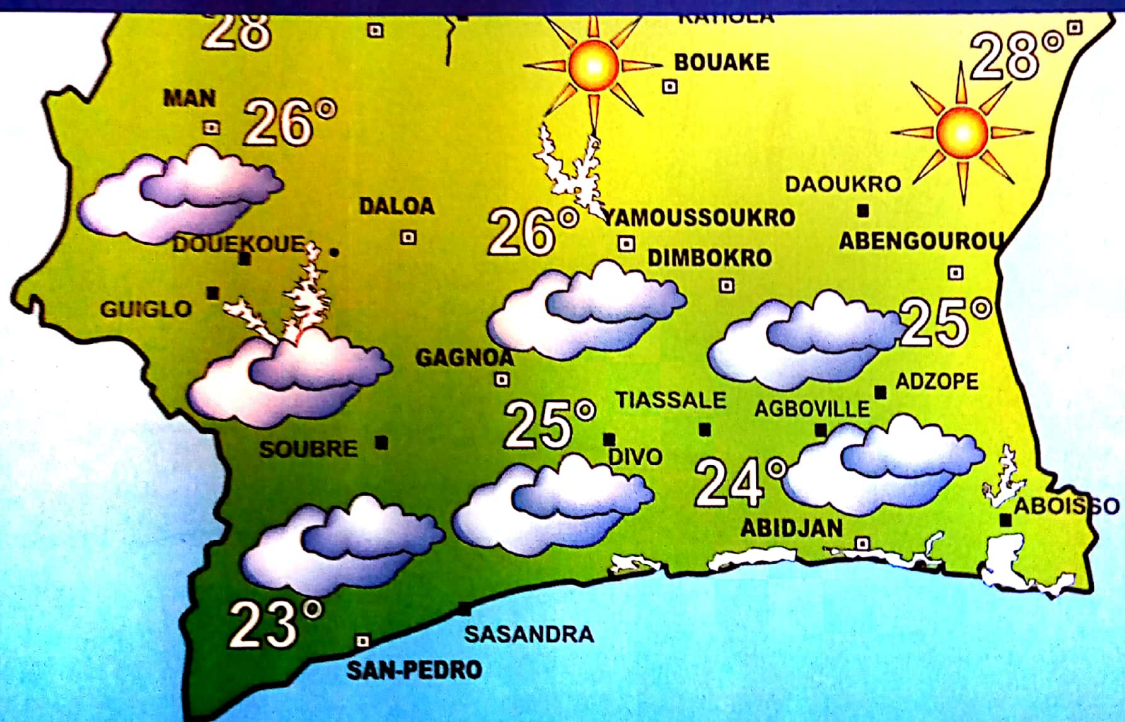 28
KATIOLA
BOUAKE
28°
MAN
26°
DAOUKRO
DALOA
26°
YAMOUSSOUKRO
ABENGOUROU
DOUEKOUE
DIMBOKRO
GUIGLO
25°
GAGNOA
ADZOPE
TIASSALE
AGBOVILLE
25°
SOUBRE
DIVO
24°
ABOISSO
ABIDJAN
23°
SASANDRA
SAN-PEDRO